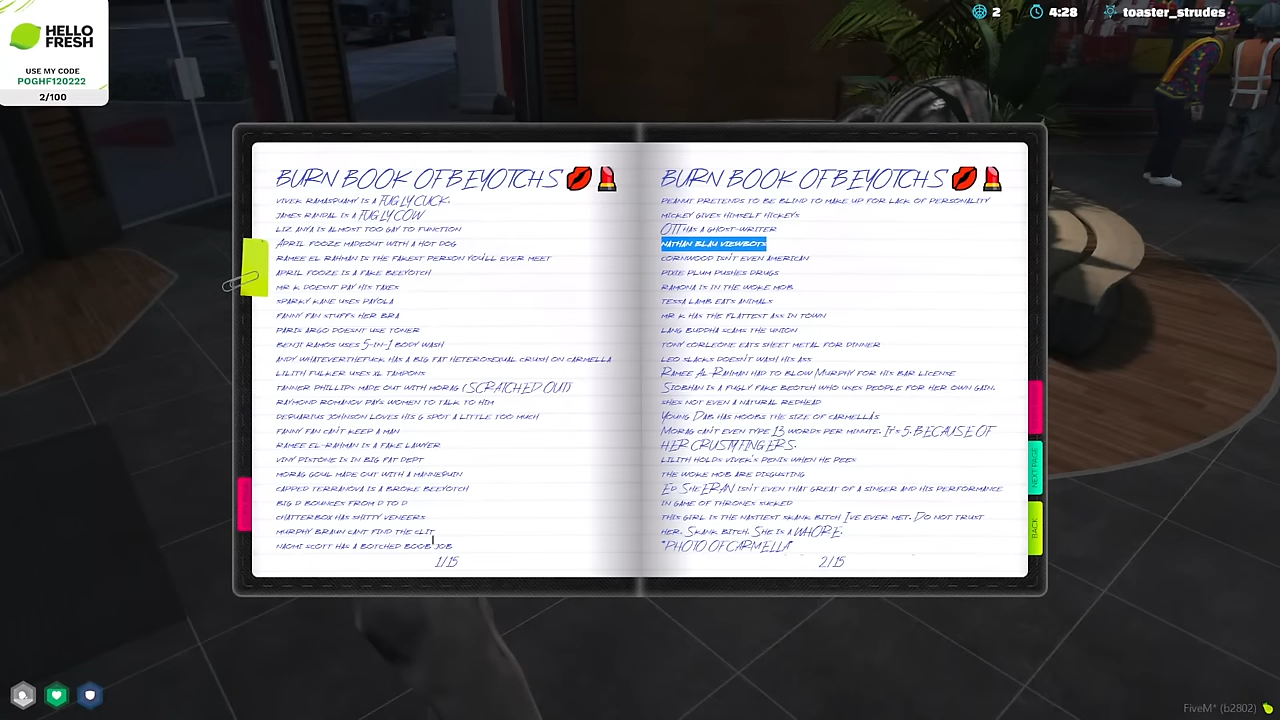 HELLO
FRESH
USE MY CODE
POGHF120222
2/100
2
4:28
toaster_strudes
BURN BOOK OF BEYOTCHS
VIVEK RAMASPUAMY IS A FUGLY CUCK.
JAMES RANDAL IS A FUGLY COW
LIZ ANYA IS ALMOST TOO GAY TO FUNCTION
APRIL FOOZE MADEOUT WITH A HOT DOG
RAMEE EL RAHMAN IS THE FAKEST PERSON YOU'LL EVER MEET
APRIL FOOZE IS A FAKE BEEYOTCH
MR K DOESNT PAY HIS TAXES
SPARKY KANE USES PAYOLA
FANNY FAN STUFFS HER BRA
PARIS ARGO DOESNT USE TONER
BENJI RAMOS USES 5-IN-1 BODY WASH
ANDY WHATEVERTHEFUCK HAS A BIG FAT HETEROSEXUAL CRUSH ON CARMELLA
LILITH FULKER USES XL TAMPONS
TANNER PHILLIPS MADE OUT WITH MORAG (SCRATCHED OUT)
RAYMOND ROMANOV PAYS WOMEN TO TALK TO HIM
DEQUARIUS JOHNSON LOVES HIS G SPOT A LITTLE TOO MUCH
FANNY FAN CAN'T KEEP A MAN
RAMEE EL-RAHMAN IS A FAKE LAWYER
VINY PISTONE IS IN BIG FAT DEPT
MORAG GOUL MADE OUT WITH A MANNEQUIN
CAPPED TERRANOVA IS A BROKE BEEYOTCH
BIG D BOUNCES FROM D TO D
CHATTERBOX HAS SHITTY VENEERS
MURPHY BRAUN CANT FIND THE CLIT
NAOMI SCOTT HAS A BOTCHED BOOB JOB
1/15
BURN BOOK OF BEYOTCHS
PEANUT PRETENDS TO BE BLIND TO MAKE UP FOR LACK OF PERSONALITY
MICKEY GIVES HIMSELF HICKEYS
OTT HAS A GHOST-WRITER
NATHAN BLAU VIEWBOTS
CORNWOOD ISN'T EVEN AMERICAN
PIXIE PLUM PUSHES DRUGS
RAMONA IS IN THE WOKE MOB
TESSA LAMB EATS ANIMALS
MR K HAS THE FLATTEST ASS IN TOWN
LANG BUDDHA SCAMS THE UNION
TONY CORLEONE EATS SHEET METAL FOR DINNER
LEO SLACKS DOESN'T WASH HIS ASS
RAMEE AL-RAHMAN HAD TO BLOW MURPHY FOR HIS BAR LICENSE
SIOBHAN IS A FUGLY FAKE BEOTCH WHO USES PEOPLE FOR HER OWN GAIN.
SHES NOT EVEN A NATURAL REDHEAD
YOUNG DAB HAS MOOBS THE SIZE OF CARMELLA'S
MORAG CAN'T EVEN TYPE 13 WORDS PER MINUTE. IT'S 5. BECAUSE OF
HER CRUSTY FINGERS.
LILITH HOLDS VIVEK'S PENIS WHEN HE PEES
THE WOKE MOB ARE DISGUSTING
ED SHEERAN ISN'T EVEN THAT GREAT OF A SINGER AND HIS PERFORMANCE
IN GAME OF THRONES SUCKED
THIS GIRL IS THE NASTIEST SKANK BITCH I'VE EVER MET. DO NOT TRUST
HER. SKANK BITCH. SHE IS A WHORE.
*PHOTO OF CARMELLA*
2/15
NEXT PAGE
BACK
FiveM* (b2802)